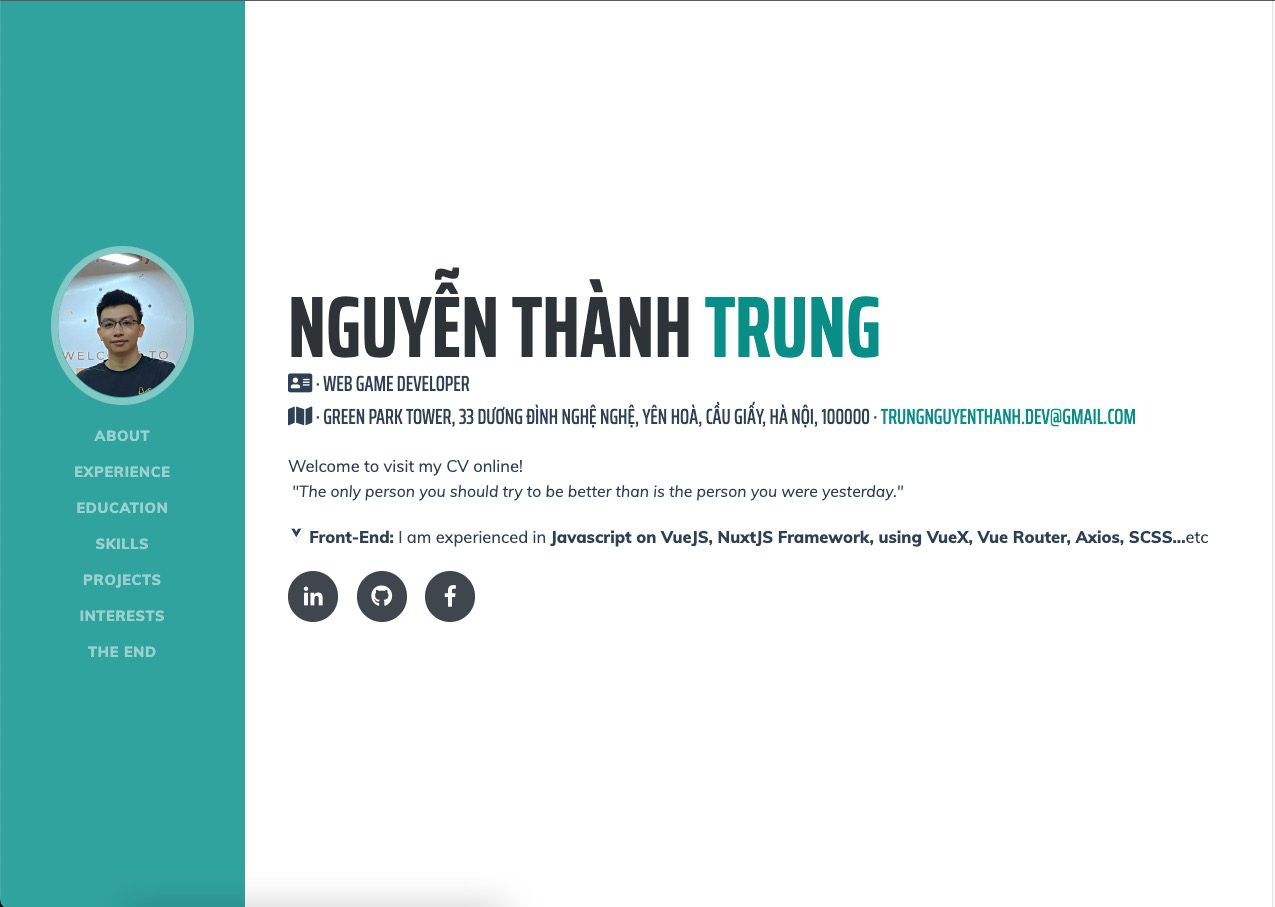 WELC TO
ABOUT
EXPERIENCE
EDUCATION
SKILLS
PROJECTS
INTERESTS
THE END
NGUYỄN THÀNH TRUNG
· WEB GAME DEVELOPER
· GREEN PARK TOWER, 33 DƯƠNG ĐÌNH NGHỆ NGHỆ, YÊN HOÀ, CẦU GIẤY, HÀ NỘI, 100000 · TRUNGNGUYENTHANH.DEV@GMAIL.COM
Welcome to visit my CV online!
"The only person you should try to be better than is the person you were yesterday."
Front-End: I am experienced in Javascript on VueJS, NuxtJS Framework, using VueX, Vue Router, Axios, SCSS...etc
in
f